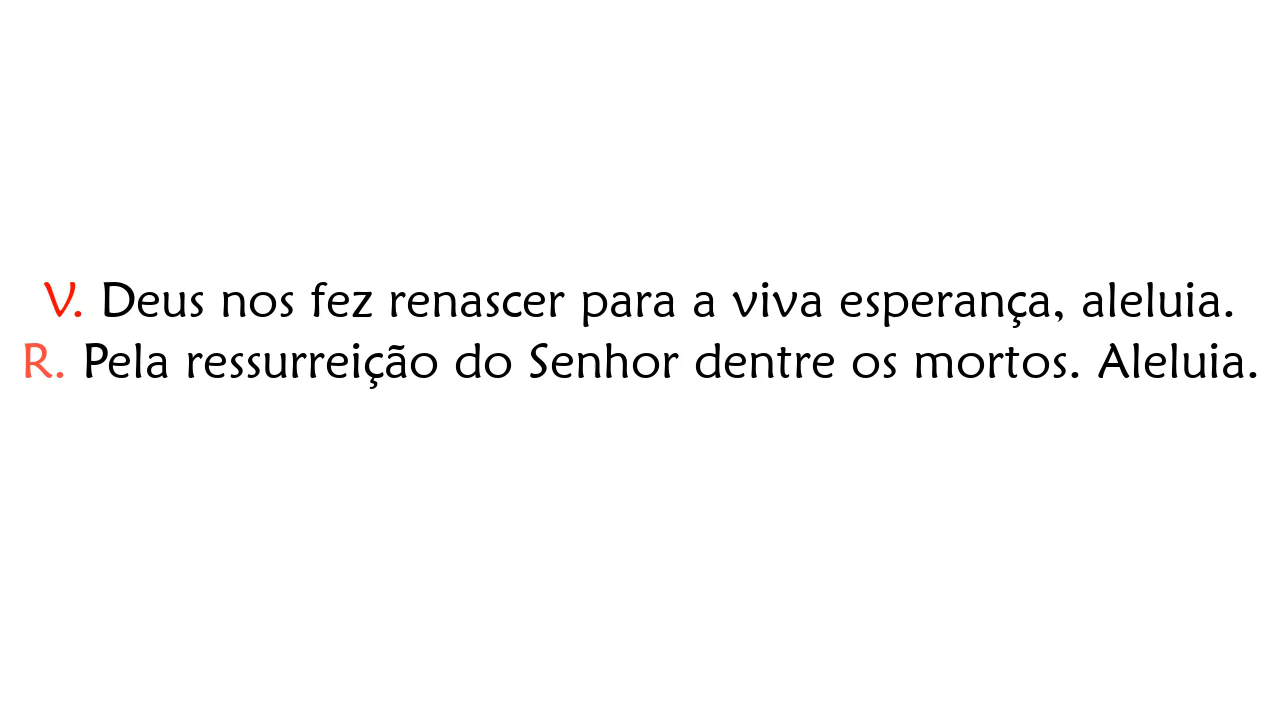 V. Deus nos fez renascer para a viva esperança, aleluia.
R. Pela ressurreição do Senhor dentre os mortos. Aleluia.